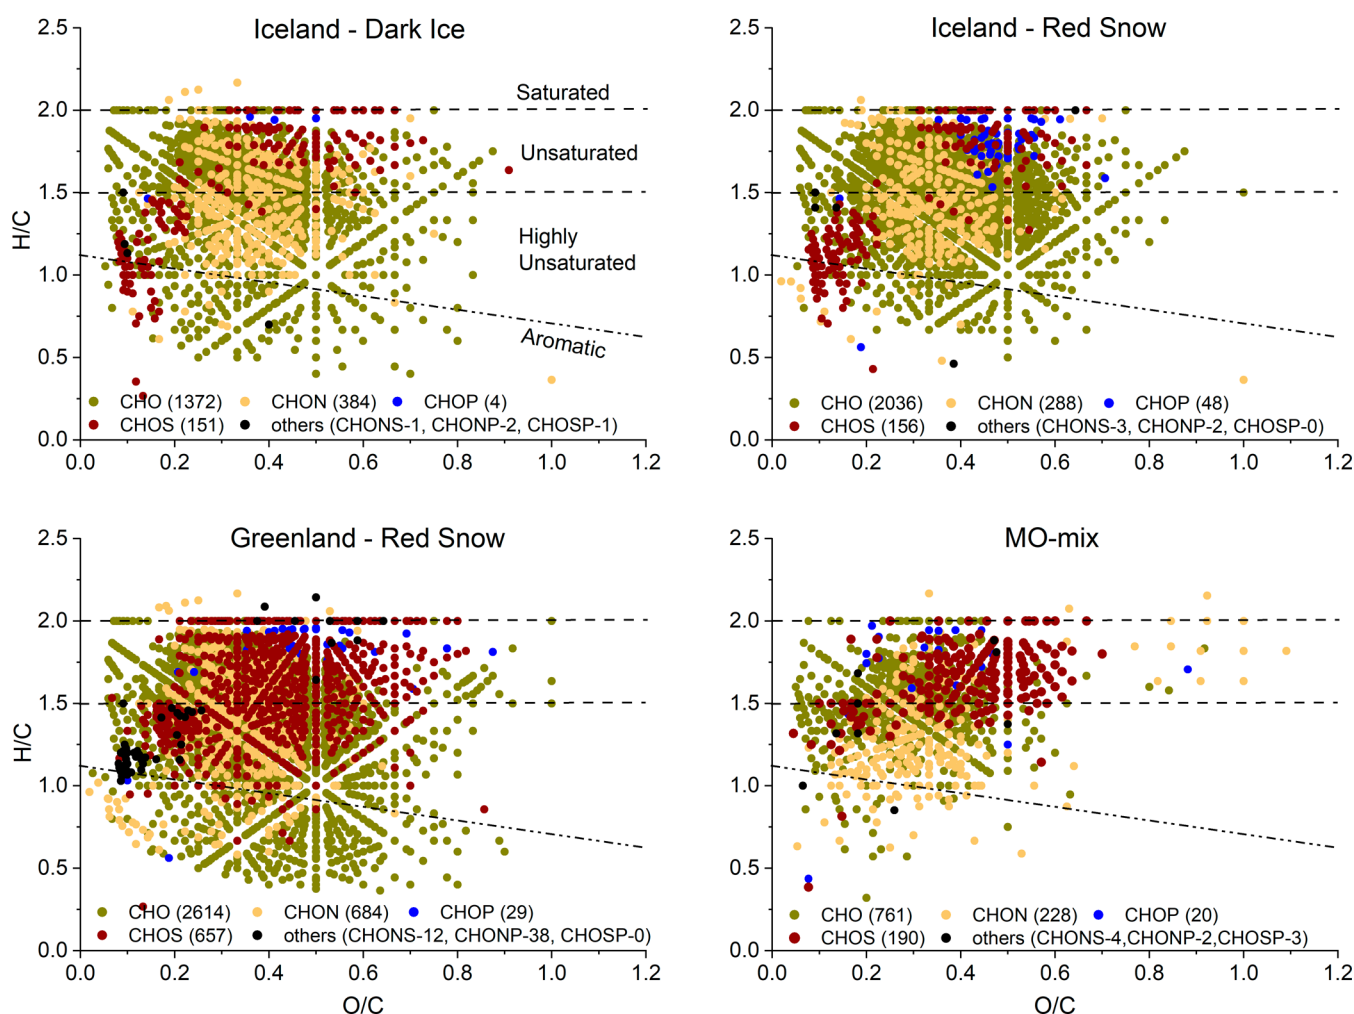 Iceland - Dark Ice
2.5
2.0
1.5
1.0
0.5
0.0
H/C
Saturated
Unsaturated
Highly
Unsaturated
Aromatic
CHO (1372) CHON (384) CHOP (4)
CHOS (151) others (CHONS-1, CHONP-2, CHOSP-1)
0.0 0.2 0.4 0.6 0.8 1.0 1.2
Iceland - Red Snow
2.5
2.0
1.5
1.0
0.5
0.0
CHO (2036) CHON (288) CHOP (48)
CHOS (156) others (CHONS-3, CHONP-2, CHOSP-0)
0.0 0.2 0.4 0.6 0.8 1.0 1.2
Greenland - Red Snow
2.5
2.0
1.5
1.0
0.5
0.0
H/C
CHO (2614) CHON (684) CHOP (29)
CHOS (657) others (CHONS-12, CHONP-38, CHOSP-0)
0.0 0.2 0.4 0.6 0.8 1.0 1.2
O/C
MO-mix
2.5
2.0
1.5
1.0
0.5
0.0
CHO (761) CHON (228) CHOP (20)
CHOS (190) others (CHONS-4,CHONP-2,CHOSP-3)
0.0 0.2 0.4 0.6 0.8 1.0 1.2
O/C